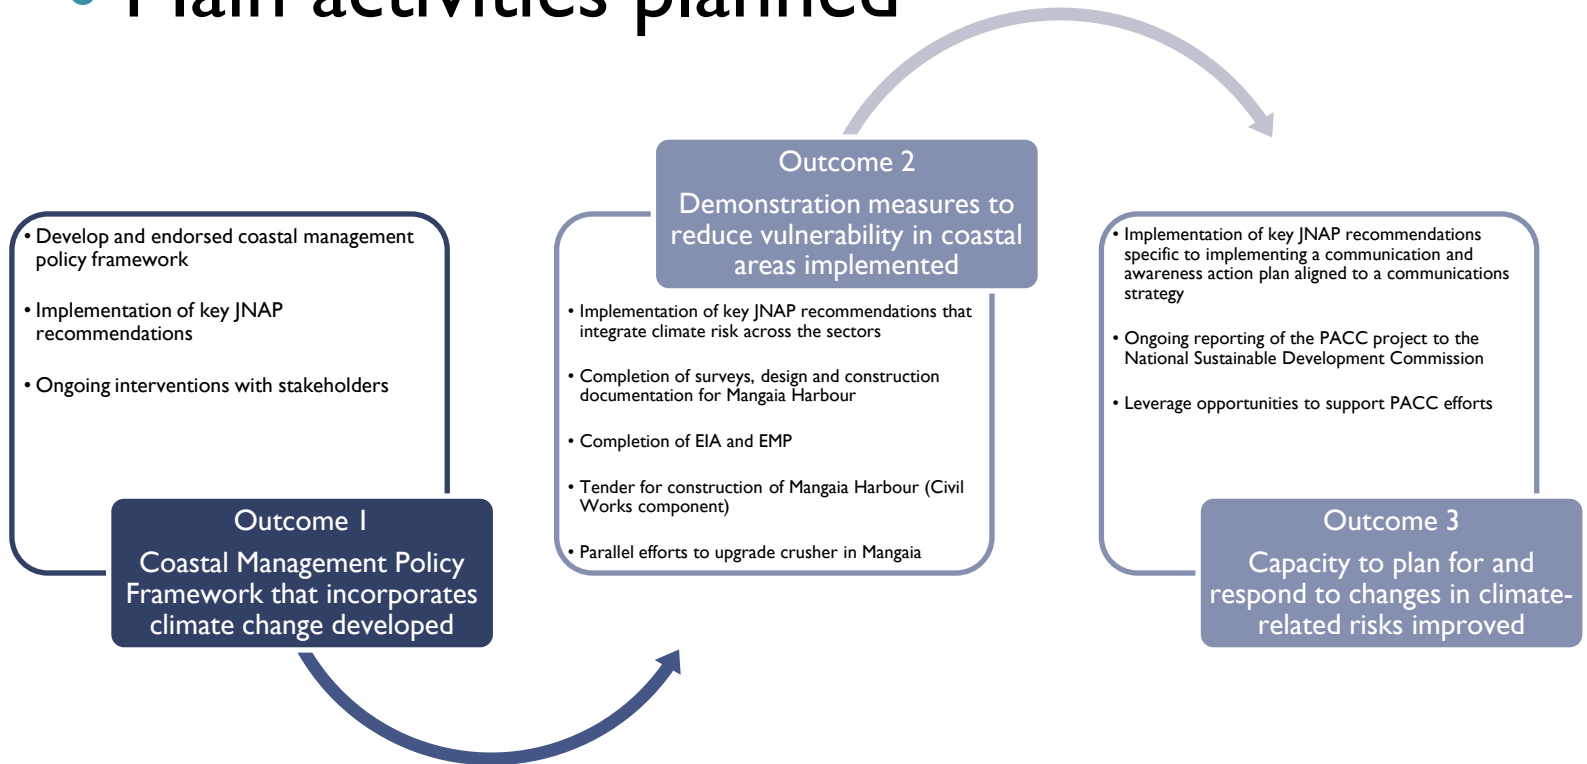 • Main activities planned
• Develop and endorsed coastal management
policy framework
• Implementation of key JNAP
recommendations
• Ongoing interventions with stakeholders
Outcome 1
Coastal Management Policy
Framework that incorporates
climate change developed
Outcome 2
Demonstration measures to
reduce vulnerability in coastal
areas implemented
• Implementation of key JNAP recommendations that
integrate climate risk across the sectors
• Completion of surveys, design and construction
documentation for Mangaia Harbour
• Completion of EIA and EMP
• Tender for construction of Mangaia Harbour (Civil
Works component)
• Parallel efforts to upgrade crusher in Mangaia
• Implementation of key JNAP recommendations
specific to implementing a communication and
awareness action plan aligned to a communications
strategy
• Ongoing reporting of the PACC project to the
National Sustainable Development Commission
• Leverage opportunities to support PACC efforts
Outcome 3
Capacity to plan for and
respond to changes in climate-
related risks improved